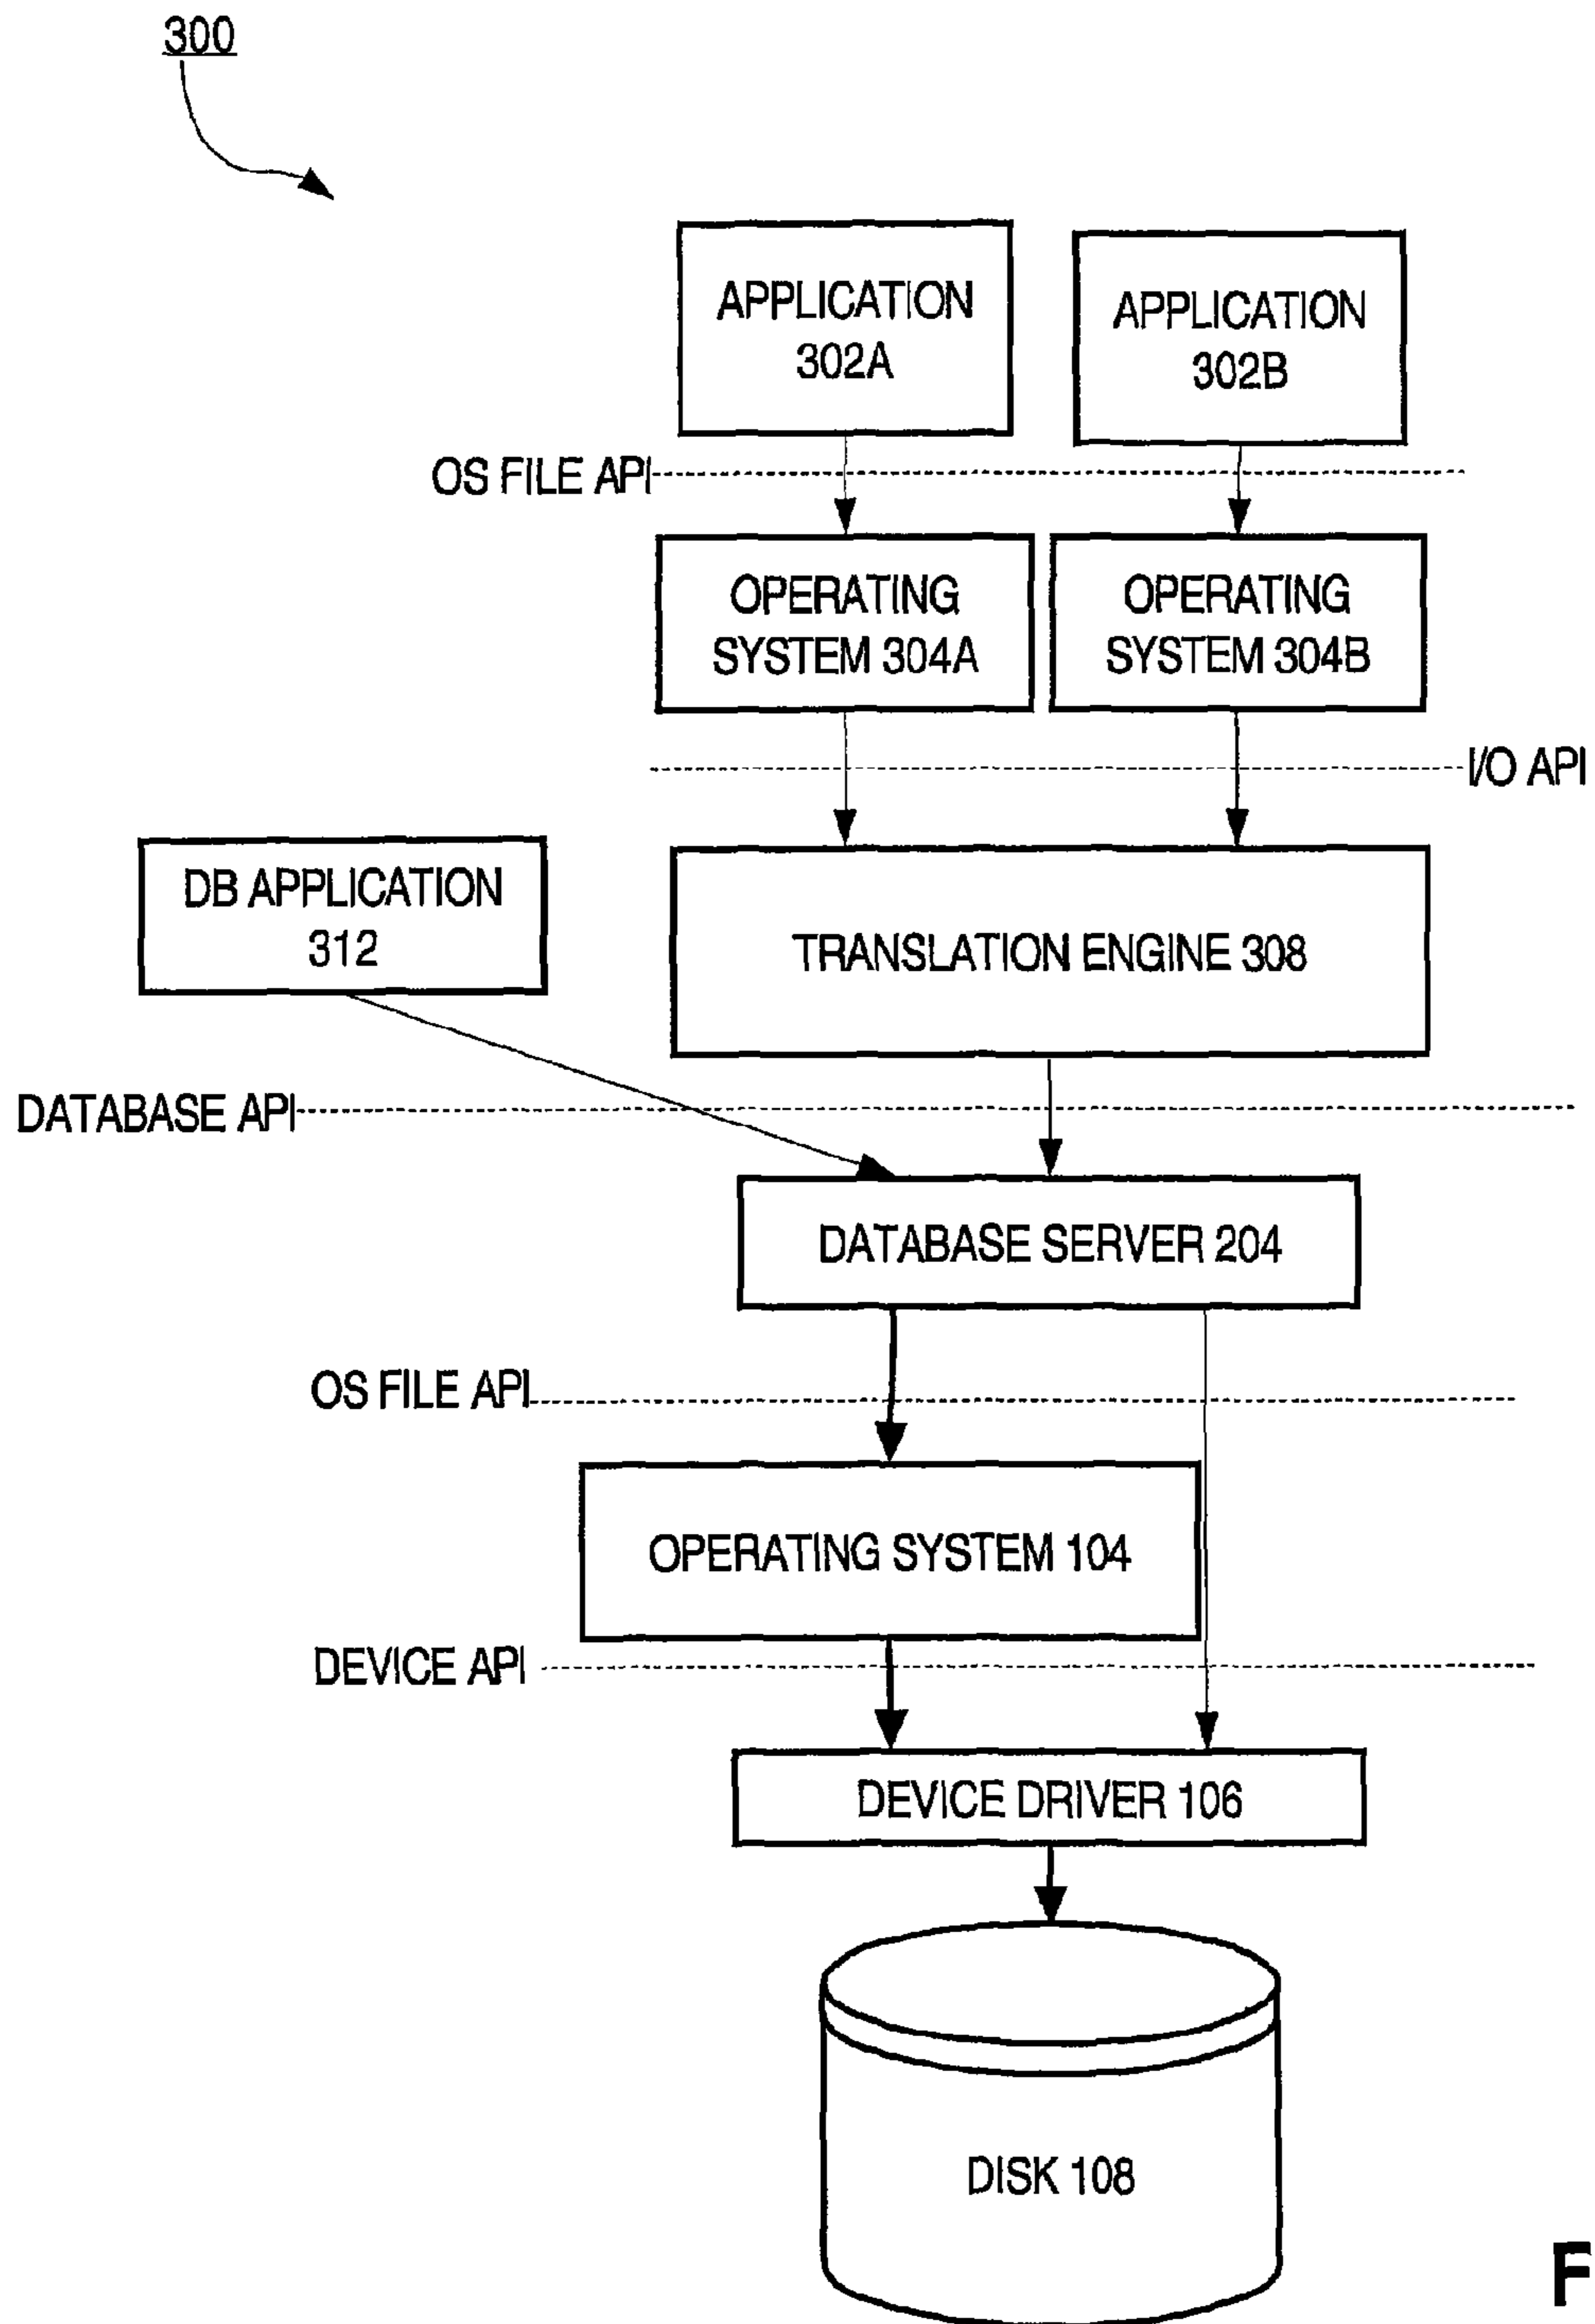 300
APPLICATION
302A
APPLICATION
302B
OS FILE API
OPERATING
SYSTEM 304A
OPERATING
SYSTEM 304B
I/O API
DB APPLICATION
312
TRANSLATION ENGINE 308
DATABASE API
DATABASE SERVER 204
OS FILE API
OPERATING SYSTEM 104
DEVICE API
DEVICE DRIVER 106
DISK 108
F